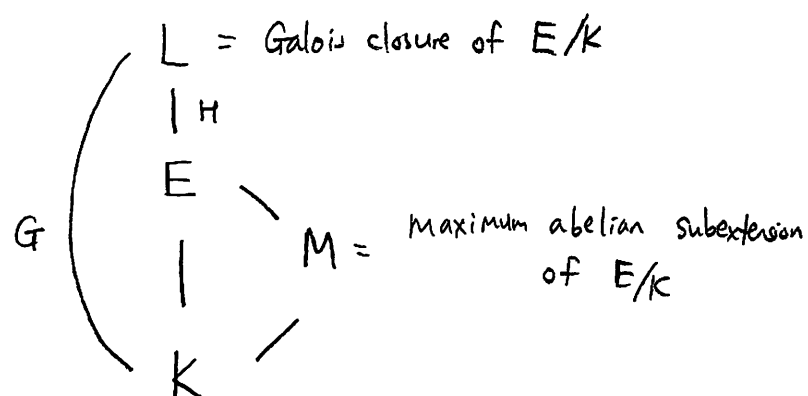 L = Galois closure of E/K
H
E
G
M = maximum abelian subextension
of E/K
K